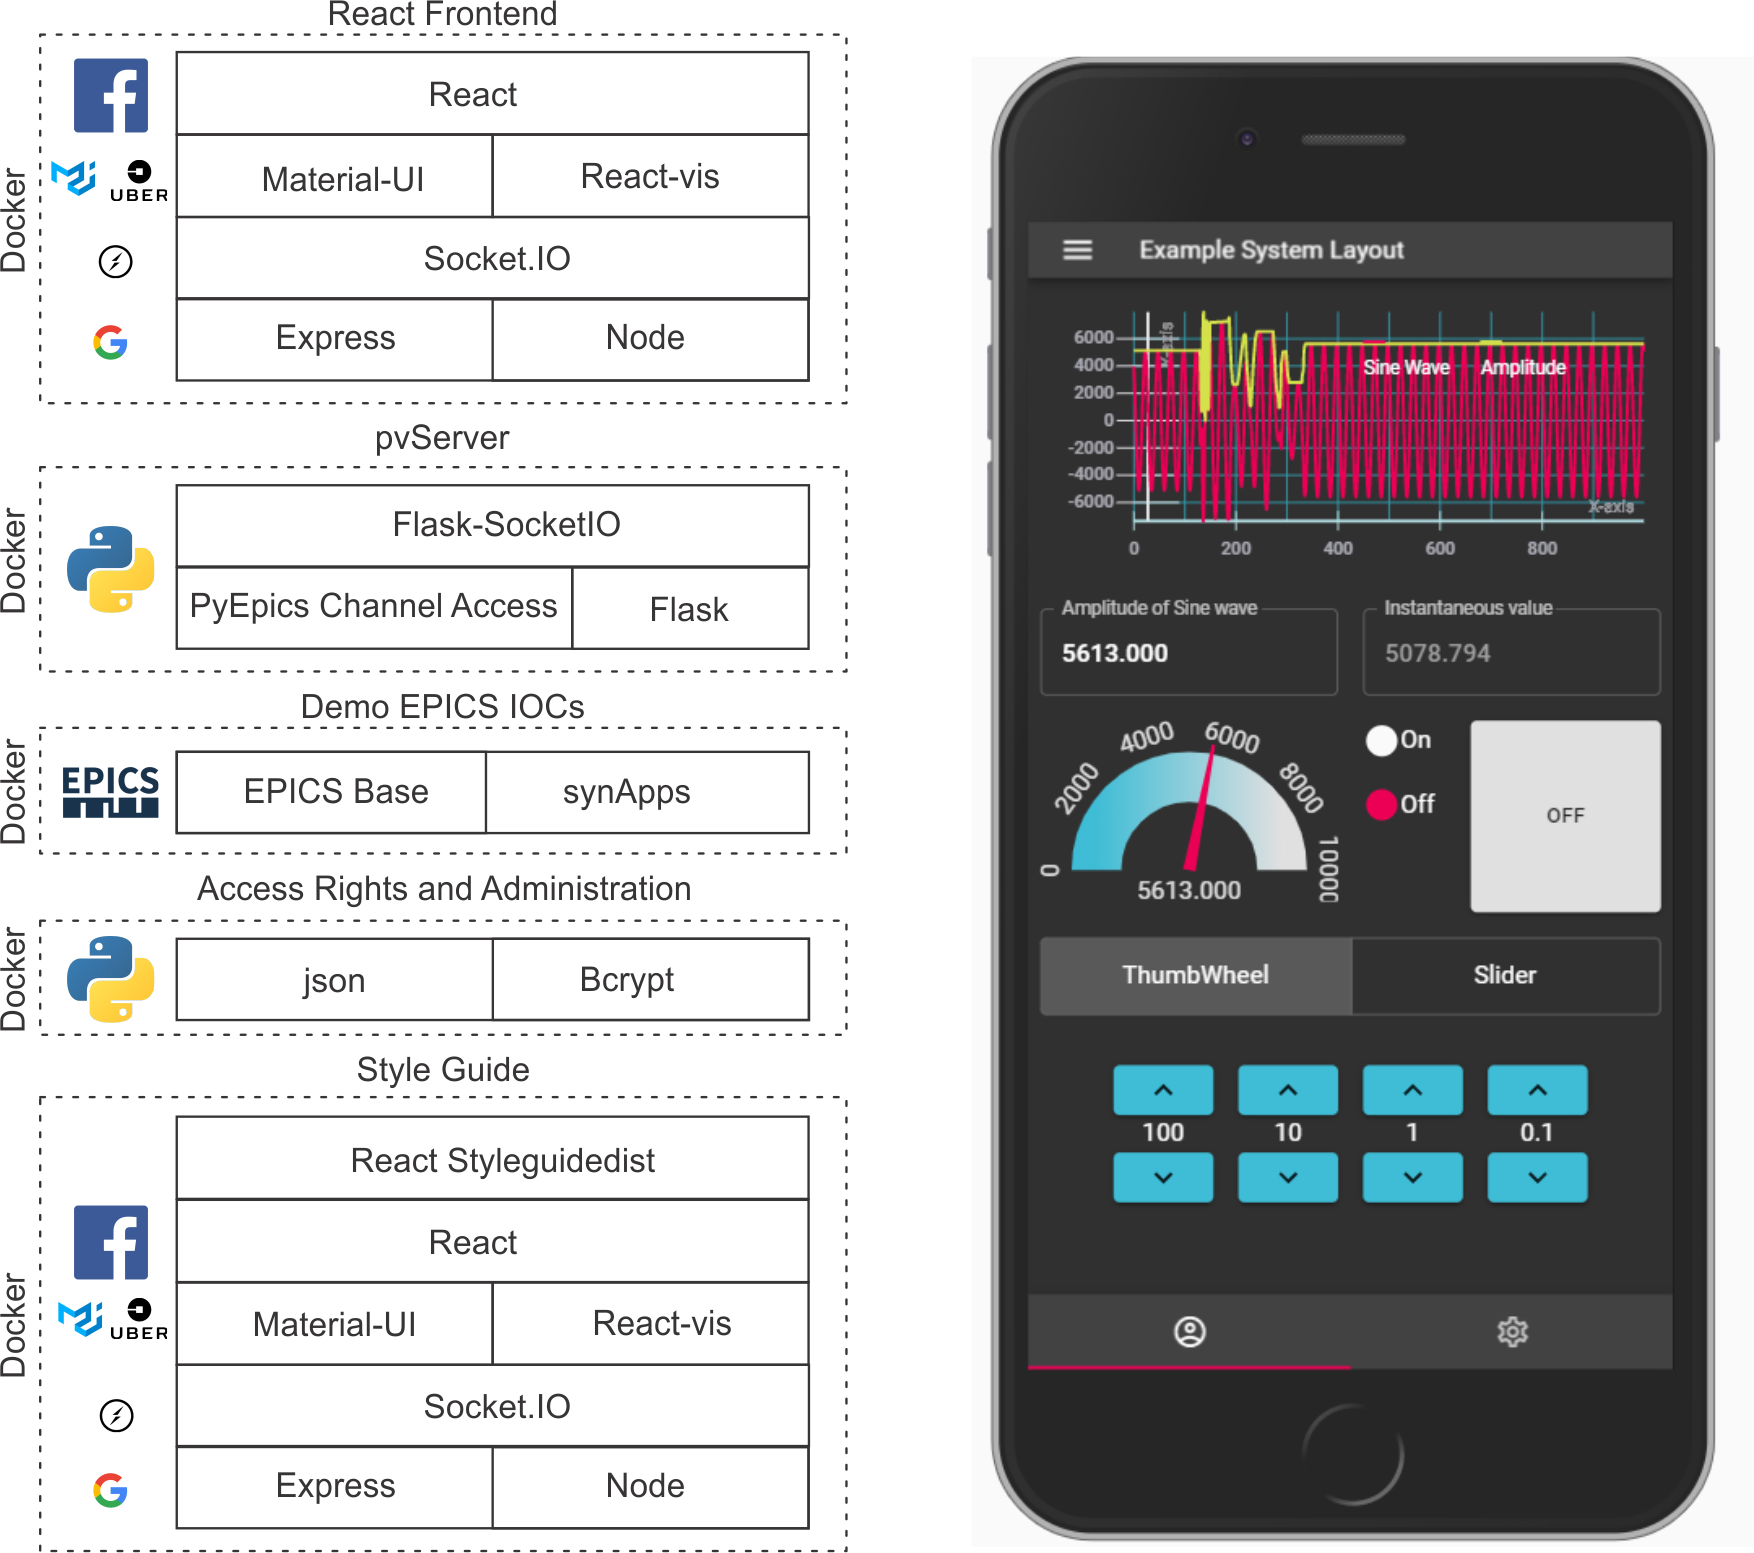 React Frontend
Docker
React
Material-UI
React-vis
UBER
Socket.IO
Express
Node
pvServer
Docker
Flask-SocketIO
PyEpics Channel Access
Flask
Demo EPICS IOCs
Docker
EPICS
EPICS Base
synApps
Access Rights and Administration
Docker
json
Bcrypt
Style Guide
Docker
React Styleguidedist
React
Material-UI
React-vis
UBER
Socket.IO
Express
Node
Example System Layout
6000
4000
2000
0
-2000
-4000
-6000
Sine Wave
Amplitude
X-axis
0
200
400
600
800
Amplitude of Sine wave
5613.000
Instantaneous value
5078.794
0
2000
4000
6000
8000
10000
5613.000
On
Off
OFF
ThumbWheel
Slider
100
10
1
0.1